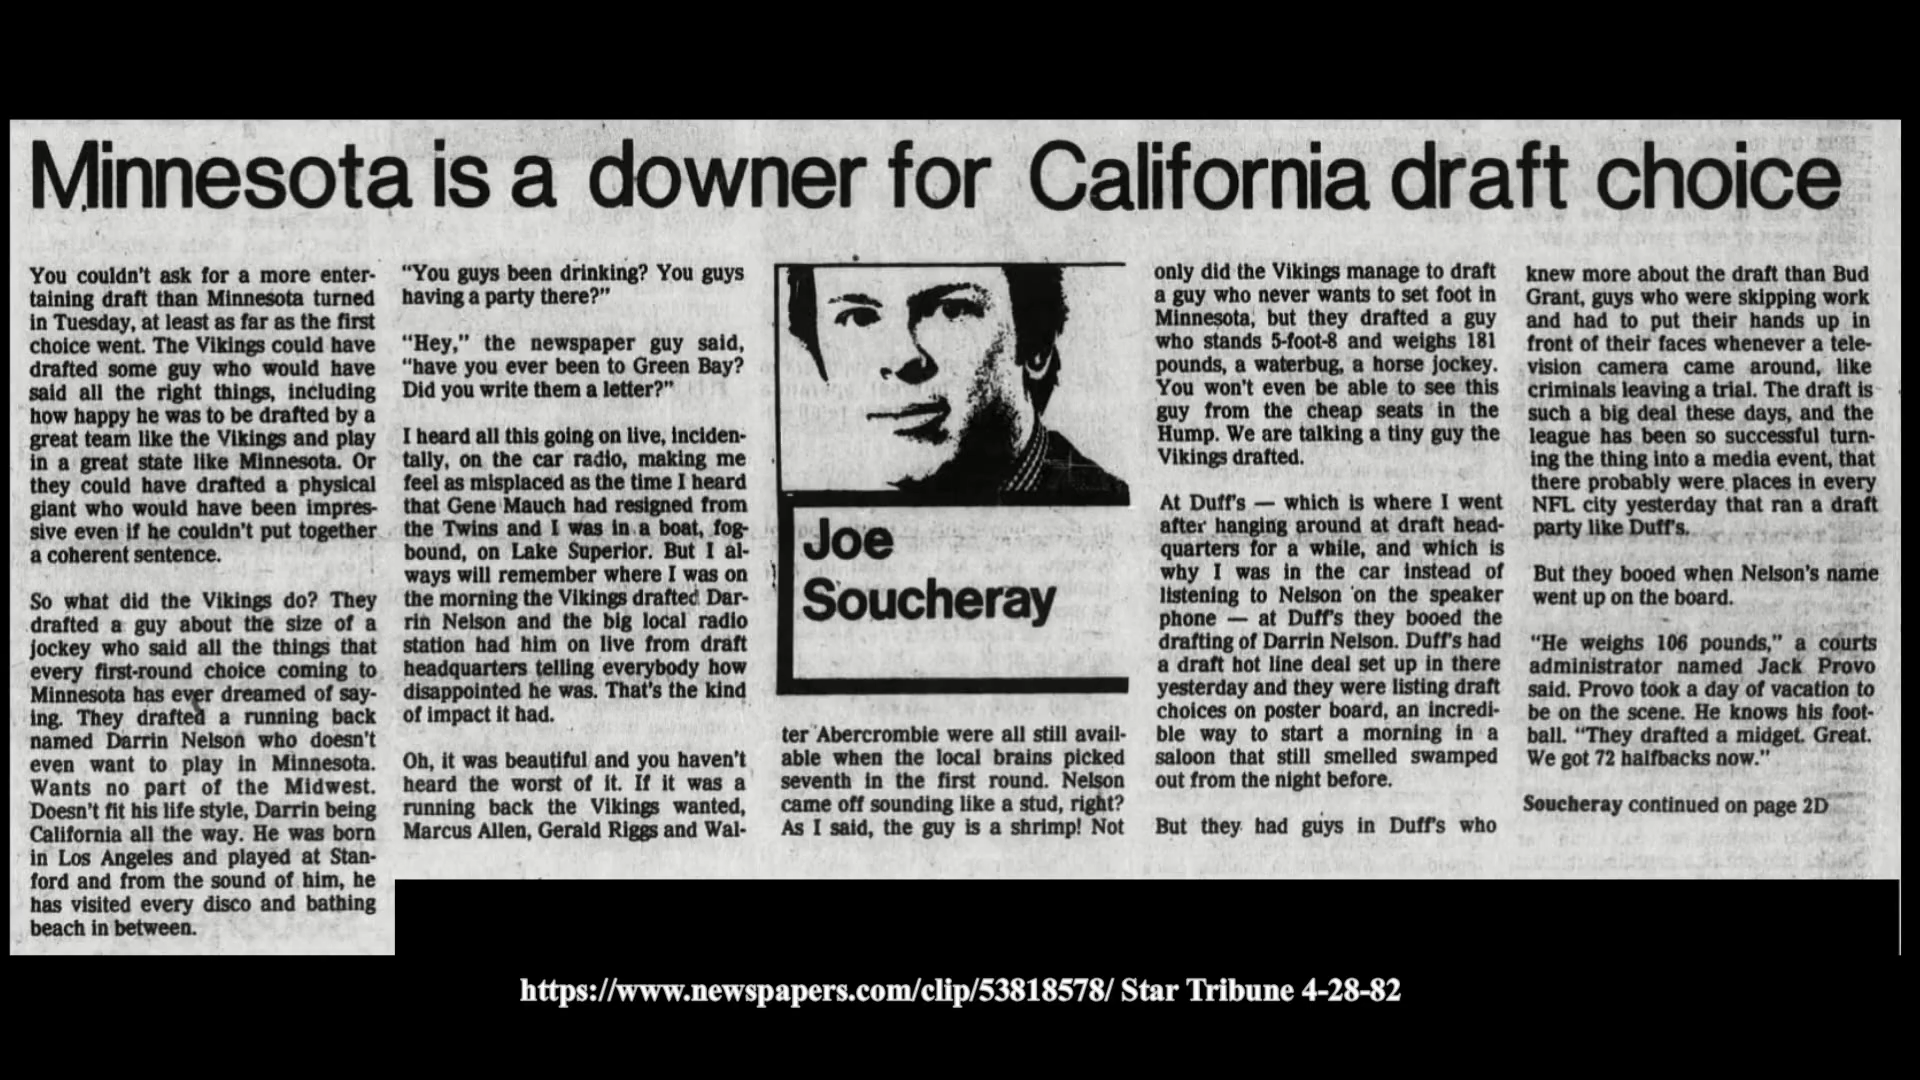 Minnesota is a downer for California draft choice
You couldn't ask for a more enter-
taining draft than Minnesota turned
in Tuesday, at least as far as the first
choice went. The Vikings could have
drafted some guy who would have
said all the right things, including
how happy he was to be drafted by a
great team like the Vikings and play
in a great state like Minnesota. Or
they could have drafted a physical
giant who would have been impres-
sive even if he couldn't put together
a coherent sentence.
So what did the Vikings do? They
drafted a guy about the size of a
jockey who said all the things that
every first-round choice coming to
Minnesota has ever dreamed of say-
ing. They drafted a running back
named Darrin Nelson who doesn't
even want to play in Minnesota.
Wants no part of the Midwest.
Doesn't fit his life style, Darrin being
California all the way. He was born
in Los Angeles and played at Stan-
ford and from the sound of him, he
has visited every disco and bathing
beach in between.
"You guys been drinking? You guys
having a party there?"
"Hey," the newspaper guy said,
"have you ever been to Green Bay?
Did you write them a letter?"
I heard all this going on live, inciden-
tally, on the car radio, making me
feel as misplaced as the time I heard
that Gene Mauch had resigned from
the Twins and I was in a boat, fog-
bound, on Lake Superior. But I al-
ways will remember where I was on
the morning the Vikings drafted Dar-
rin Nelson and the big local radio
station had him on live from draft
headquarters telling everybody how
disappointed he was. That's the kind
of impact it had.
Oh, it was beautiful and you haven't
heard the worst of it. If it was a
running back the Vikings wanted,
Marcus Allen, Gerald Riggs and Wal-
Joe
Soucheray
ter Abercrombie were all still avail-
able when the local brains picked
seventh in the first round. Nelson
came off sounding like a stud, right?
As I said, the guy is a shrimp! Not
only did the Vikings manage to draft
a guy who never wants to set foot in
Minnesota, but they drafted a guy
who stands 5-foot-8 and weighs 181
pounds, a waterbug, a horse jockey.
You won't even be able to see this
guy from the cheap seats in the
Hump. We are talking a tiny guy the
Vikings drafted.
At Duff's — which is where I went
after hanging around at draft head-
quarters for a while, and which is
why I was in the car instead of
listening to Nelson on the speaker
phone — at Duff's they booed the
drafting of Darrin Nelson. Duff's had
a draft hot line deal set up in there
yesterday and they were listing draft
choices on poster board, an incredi-
ble way to start a morning in a
saloon that still smelled swamped
out from the night before.
But they had guys in Duff's who
knew more about the draft than Bud
Grant, guys who were skipping work
and had to put their hands up in
front of their faces whenever a tele-
vision camera came around, like
criminals leaving a trial. The draft is
such a big deal these days, and the
league has been so successful turn-
ing the thing into a media event, that
there probably were places in every
NFL city yesterday that ran a draft
party like Duff's.
But they booed when Nelson's name
went up on the board.
"He weighs 106 pounds," a courts
administrator named Jack Provo
said. Provo took a day of vacation to
be on the scene. He knows his foot-
ball. "They drafted a midget. Great.
We got 72 halfbacks now."
Soucheray continued on page 2D
https://www.newspapers.com/clip/53818578/ Star Tribune 4-28-82